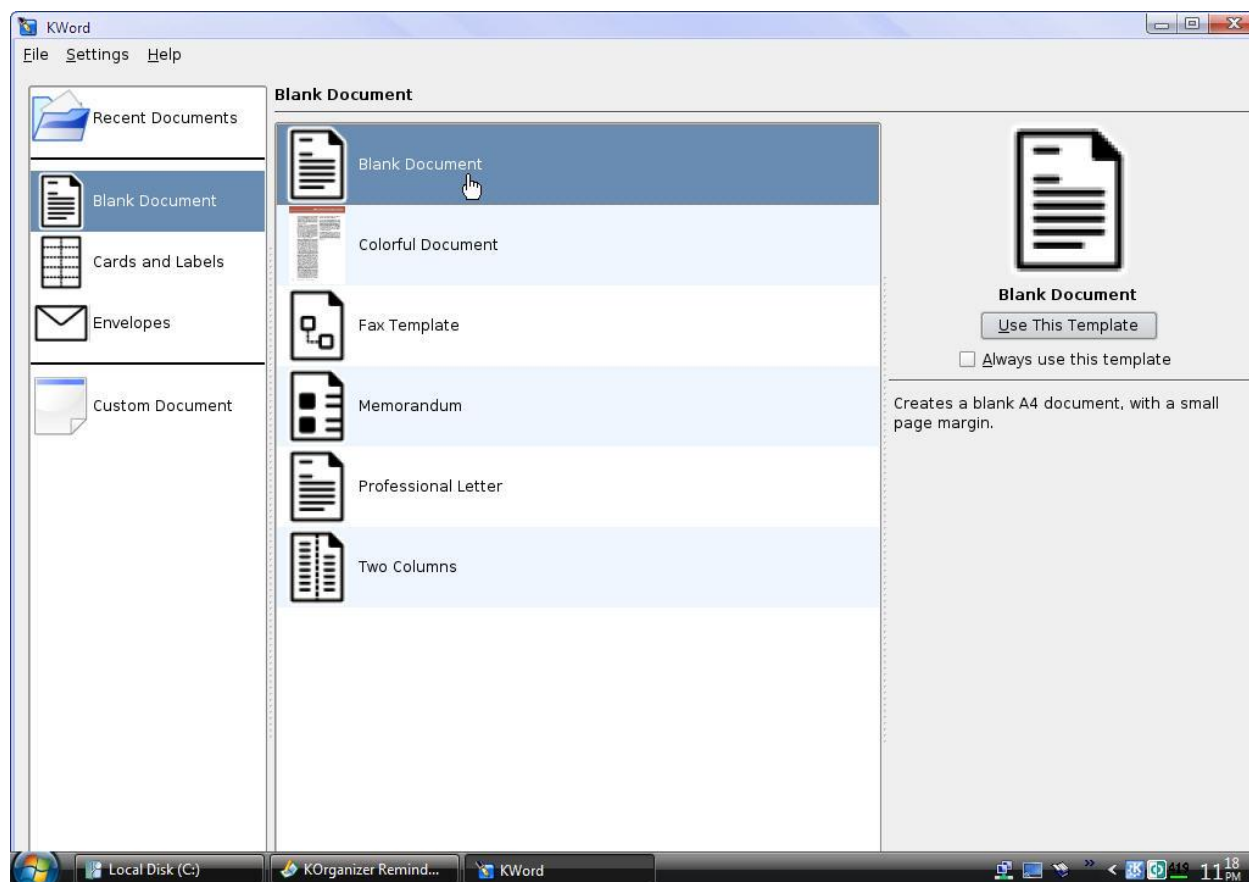 KWord
File Settings Help
Recent Documents
Blank Document
Cards and Labels
Envelopes
Custom Document
Blank Document
Blank Document
Colorful Document
Fax Template
Memorandum
Professional Letter
Two Columns
Blank Document
Use This Template
Always use this template
Creates a blank A4 document, with a small
page margin.
Local Disk (C:)
KOrganizer Remind...
KWord
419
11 18 PM